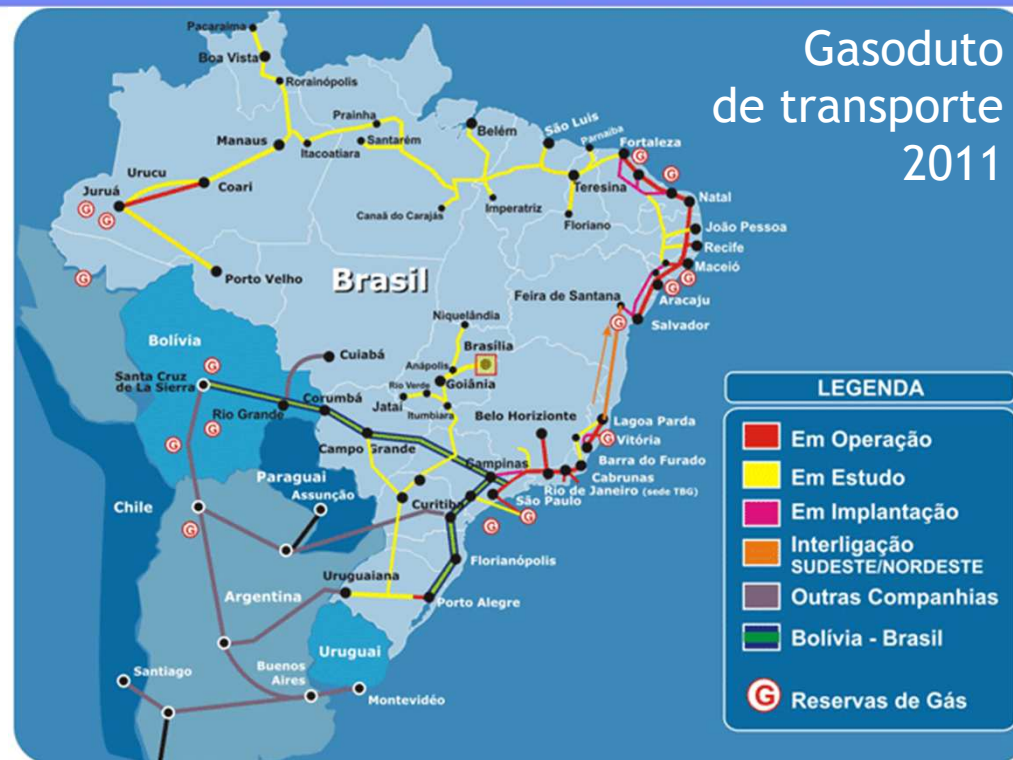 Gasoduto
de transporte
2011
Pacaraima
Boa Vista
Rorainópolis
Prainha
Manaus
Itacoatiara
Santarém
Belém
São Luis
Parnaiba
Fortaleza
Urucu
Juruá
Coari
Teresina
Natal
Canaã do Carajás
Imperatriz
Floriano
João Pessoa
Recife
Maceió
Porto Velho
Brasil
Feira de Santana
Aracaju
Salvador
Niquelândia
Bolívia
Cuiabá
Brasília
Anápolis
Goiânia
Santa Cruz
de La Sierra
Rio Verde
Jataí
Itumbiara
Rio Grande
Corumbá
Belo Horizionte
Lagoa Parda
Vitória
Campo Grande
Campinas
Barra do Furado
Cabrunas
Rio de Janeiro (sede TBG)
São Paulo
Paraguai
Assunção
Chile
Curitiba
Florianópolis
Uruguaiana
Argentina
Porto Alegre
Uruguai
Santiago
Buenos
Aires
Montevidéo
LEGENDA
Em Operação
Em Estudo
Em Implantação
Interligação
SUDESTE/NORDESTE
Outras Companhias
Bolívia - Brasil
G Reservas de Gás